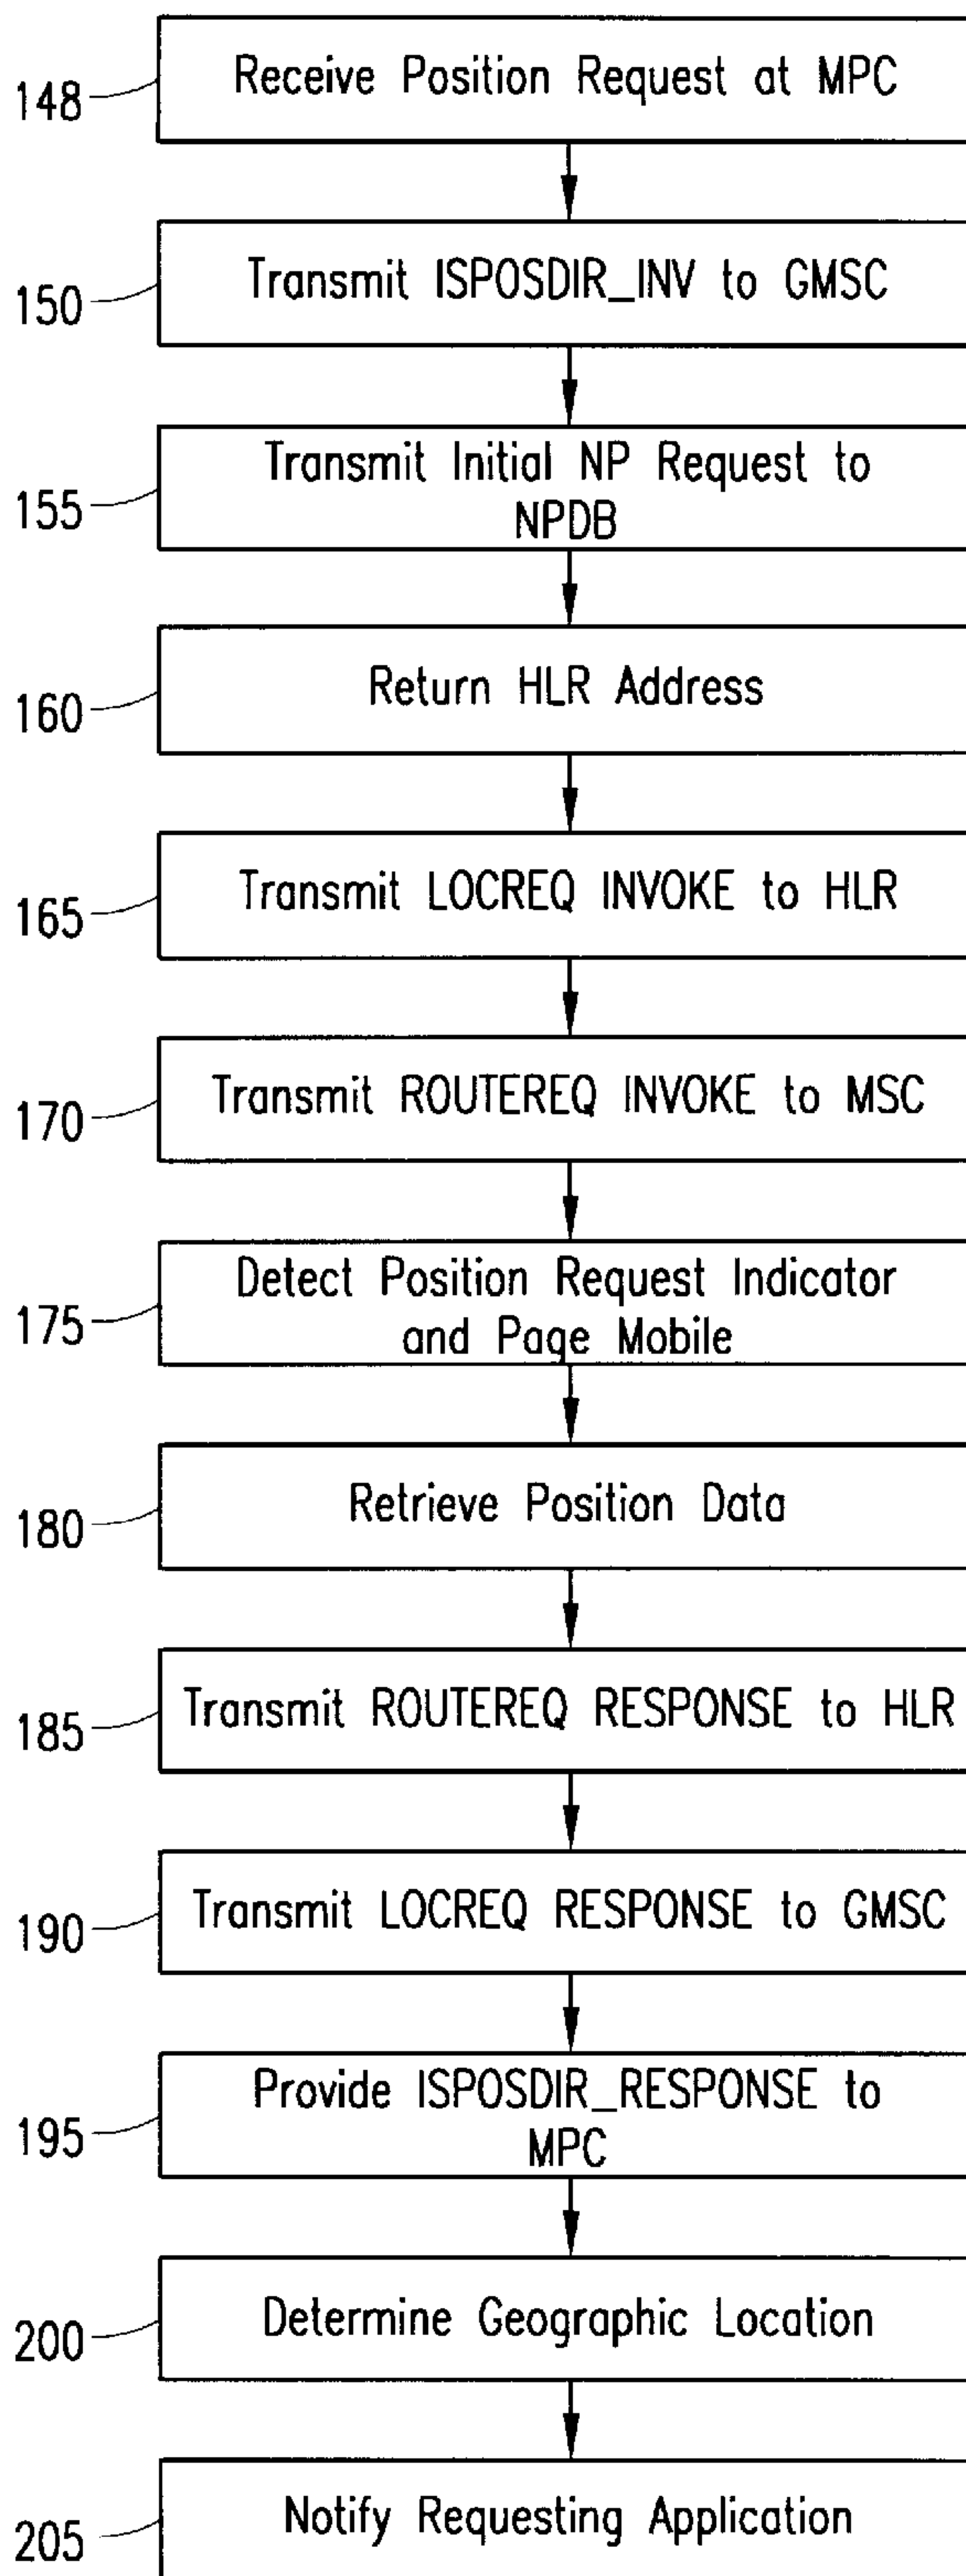 148
Receive Position Request at MPC
150
Transmit ISPOSDIR_INV to GMSC
155
Transmit Initial NP Request to
NPDB
160
Return HLR Address
165
Transmit LOCREQ INVOKE to HLR
170
Transmit ROUTEREQ INVOKE to MSC
175
Detect Position Request Indicator
and Page Mobile
180
Retrieve Position Data
185
Transmit ROUTEREQ RESPONSE to HLR
190
Transmit LOCREQ RESPONSE to GMSC
195
Provide ISPOSDIR_RESPONSE to
MPC
200
Determine Geographic Location
205
Notify Requesting Application